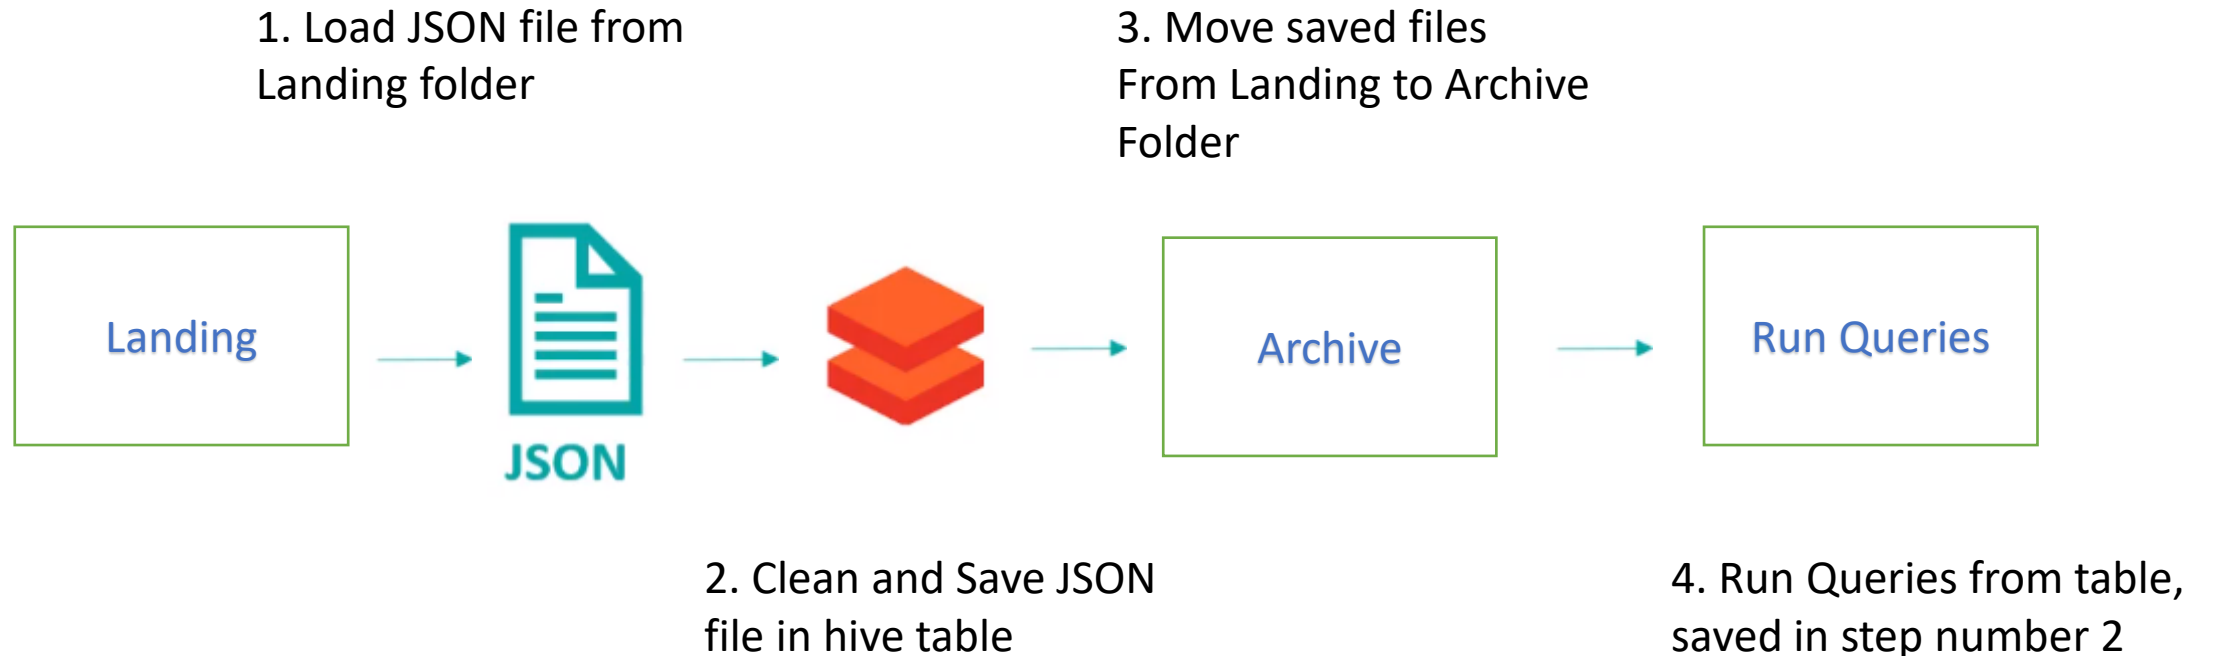 1. Load JSON file from
Landing folder
3. Move saved files
From Landing to Archive
Folder
Landing
JSON
Archive
Run Queries
2. Clean and Save JSON
file in hive table
4. Run Queries from table,
saved in step number 2